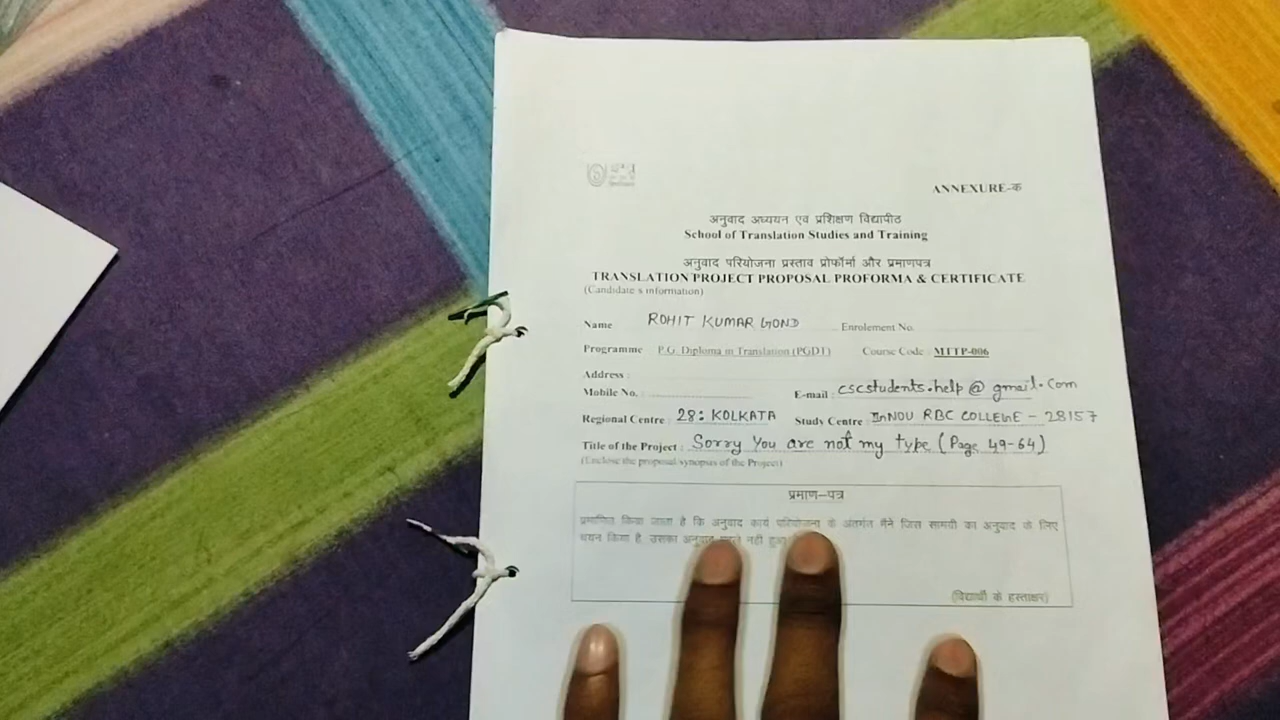 ANNEXURE-क
अनुवाद अध्ययन एवं प्रशिक्षण विद्यापीठ
School of Translation Studies and Training
अनुवाद परियोजना प्रस्ताव प्रोफॉर्मा और प्रमाणपत्र
TRANSLATION PROJECT PROPOSAL PROFORMA & CERTIFICATE
(Candidate's information)
Name ROHIT KUMAR GOND Enrolement No.
Programme P.G. Diploma in Translation (PGDT) Course Code : MTTP-006
Address :
Mobile No. : E-mail : cscstudents.help@gmail.com
Regional Centre : 28: KOLKATA Study Centre : IGNOU RBC COLLEGE - 28157
Title of the Project : Sorry You are not my type (Page 49-64)
(Enclose the proposal synopsis of the Project)
प्रमाण-पत्र
प्रमाणित किया जाता है कि अनुवाद कार्य परियोजना के अंतर्गत मैंने जिस सामग्री का अनुवाद के लिए
चयन किया है, उसका अनुवाद पहले नहीं हुआ
(विद्यार्थी के हस्ताक्षर)